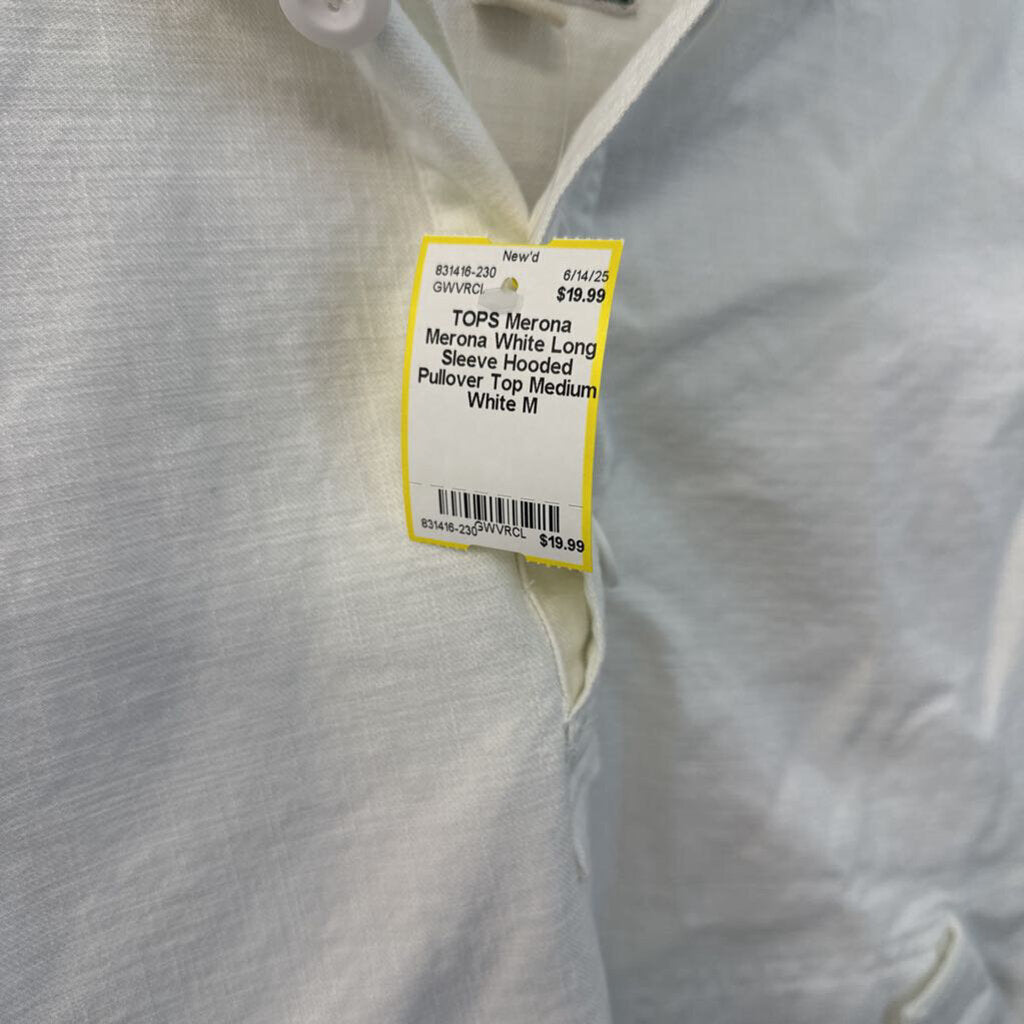 New'd
831416-230 6/14/25
GWVRCL $19.99
TOPS Merona
Merona White Long
Sleeve Hooded
Pullover Top Medium
White M
831416-230 GWVRCL $19.99